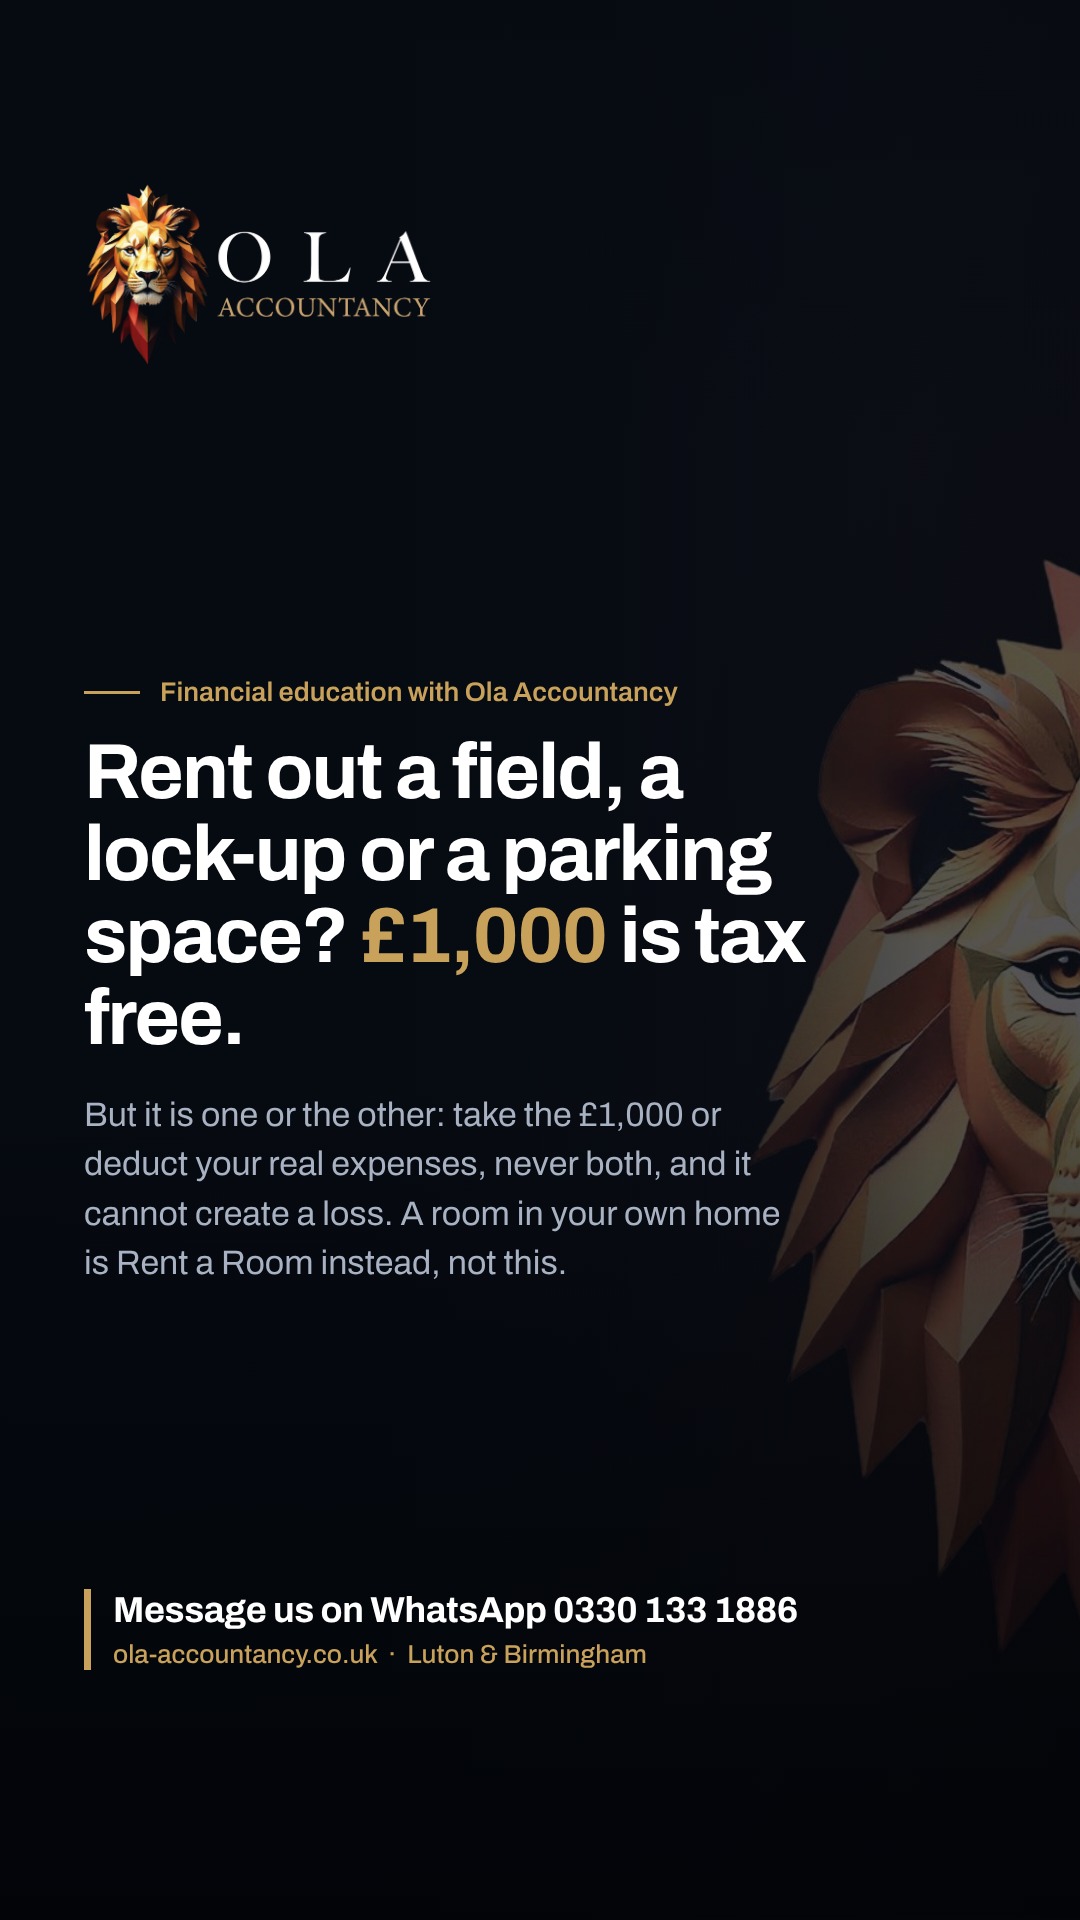 OLA
ACCOUNTANCY
Financial education with Ola Accountancy
Rent out a field, a
lock-up or a parking
space? £1,000 is tax
free.
But it is one or the other: take the £1,000 or
deduct your real expenses, never both, and it
cannot create a loss. A room in your own home
is Rent a Room instead, not this.
Message us on WhatsApp 0330 133 1886
ola-accountancy.co.uk · Luton & Birmingham